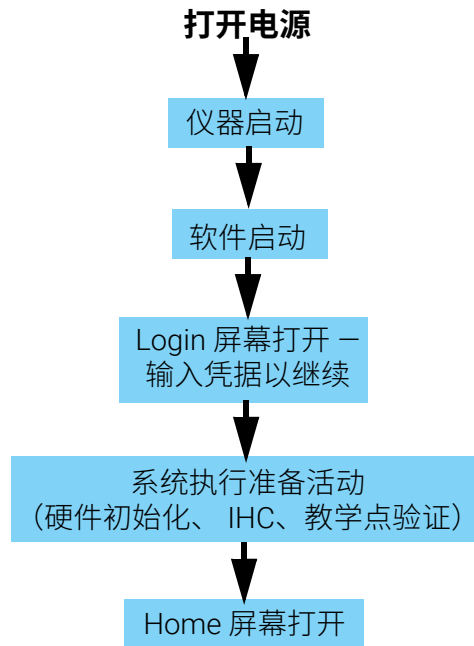 打开电源
仪器启动
软件启动
Login 屏幕打开 –
输入凭据以继续
系统执行准备活动
（硬件初始化、 IHC、教学点验证）
Home 屏幕打开